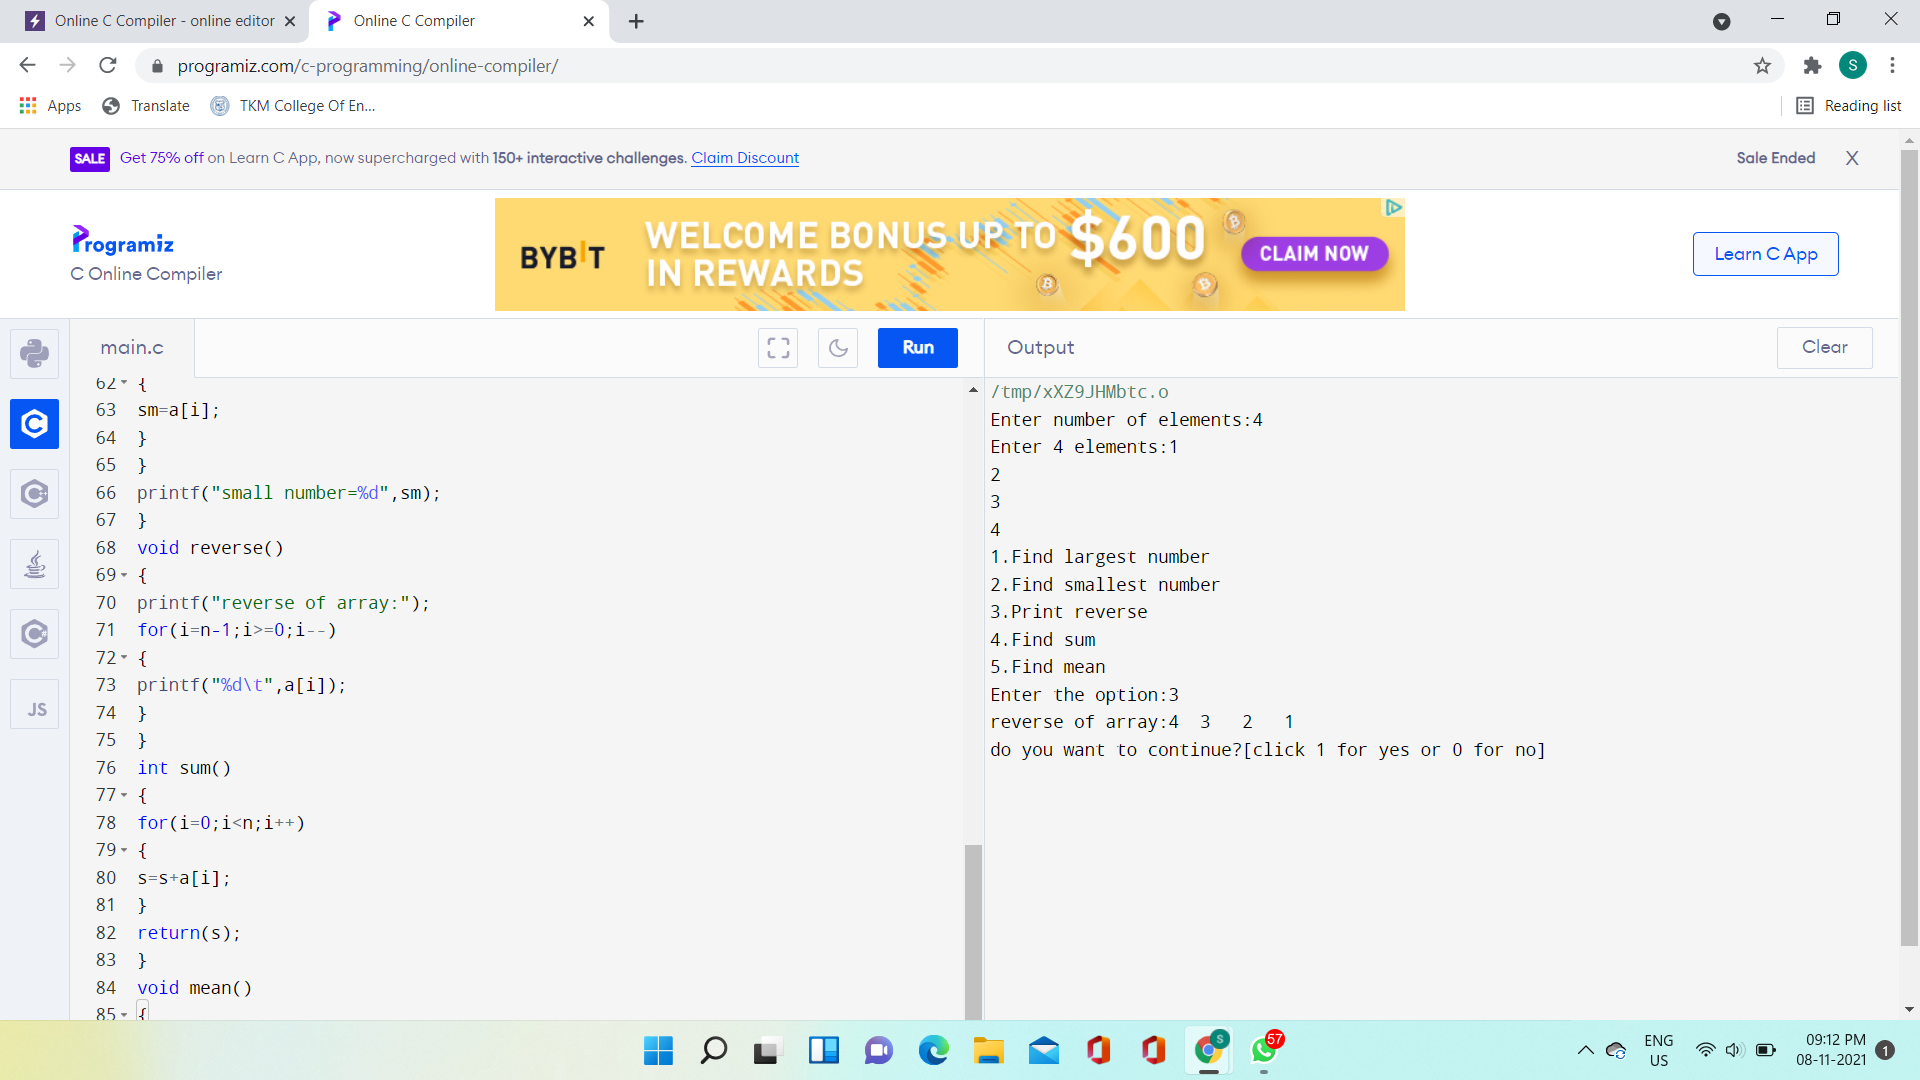 Online C Compiler - online editor
Online C Compiler
programiz.com/c-programming/online-compiler/
S
Apps
Translate
TKM College Of En...
Reading list
SALE Get 75% off on Learn C App, now supercharged with 150+ interactive challenges. Claim Discount
Sale Ended X
Programiz
C Online Compiler
BYBIT
WELCOME BONUS UP TO $600
IN REWARDS
CLAIM NOW
Learn C App
main.c
Run
Output
Clear
JS
62 {
63 sm=a[i];
64 }
65 }
66 printf("small number=%d",sm);
67 }
68 void reverse()
69 {
70 printf("reverse of array:");
71 for(i=n-1;i>=0;i--)
72 {
73 printf("%d\t",a[i]);
74 }
75 }
76 int sum()
77 {
78 for(i=0;i<n;i++)
79 {
80 s=s+a[i];
81 }
82 return(s);
83 }
84 void mean()
85 {
/tmp/xXZ9JHMbtc.o
Enter number of elements:4
Enter 4 elements:1
2
3
4
1.Find largest number
2.Find smallest number
3.Print reverse
4.Find sum
5.Find mean
Enter the option:3
reverse of array:4 3 2 1
do you want to continue?[click 1 for yes or 0 for no]
S
57
ENG
US
09:12 PM
08-11-2021
1